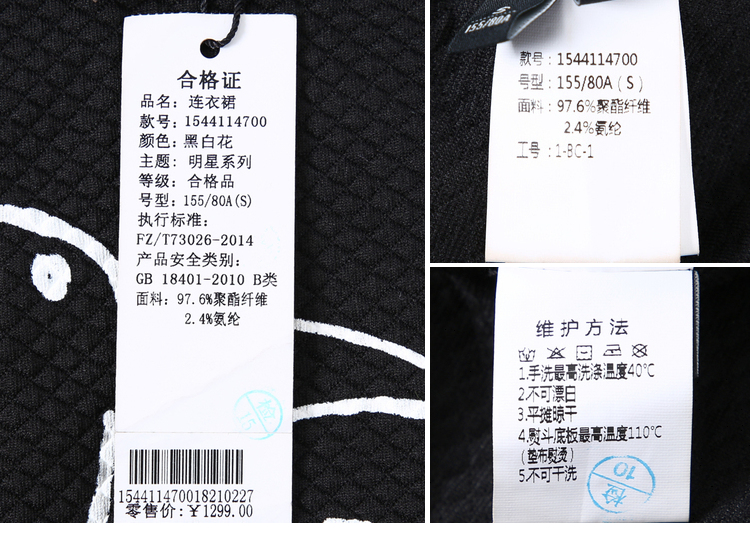 合格证
品名：连衣裙
款号：1544114700
颜色：黑白花
主题：明星系列
等级：合格品
号型：155/80A(S)
执行标准：
FZ/T73026-2014
产品安全类别：
GB 18401-2010 B类
面料：97.6%聚酯纤维
2.4%氨纶
检
15
154411470018210227
零售价：￥1299.00
155/80A
款号：1544114700
号型：155/80A（S）
面料：97.6%聚酯纤维
2.4%氨纶
工号：1-BC-1
维护方法
1.手洗最高洗涤温度40℃
2.不可漂白
3.平摊晾干
4.熨斗底板最高温度110℃
（垫布熨烫）
5.不可干洗
检
10